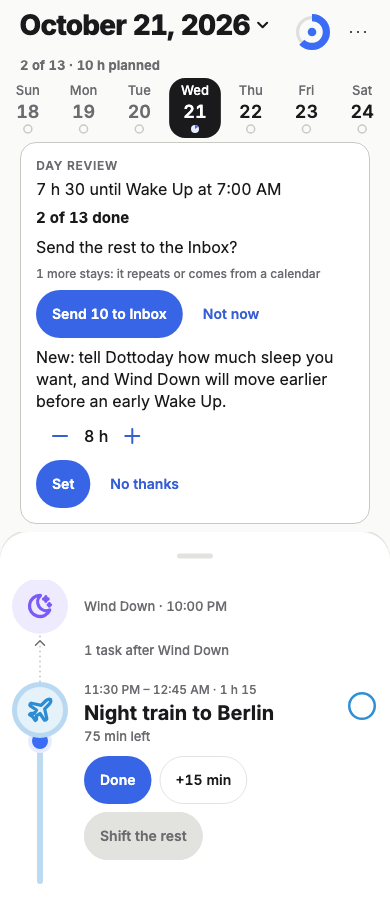 October 21, 2026
2 of 13 · 10 h planned
Sun Mon Tue Wed Thu Fri Sat
18 19 20 21 22 23 24
DAY REVIEW
7 h 30 until Wake Up at 7:00 AM
2 of 13 done
Send the rest to the Inbox?
1 more stays: it repeats or comes from a calendar
Send 10 to Inbox Not now
New: tell Dottoday how much sleep you
want, and Wind Down will move earlier
before an early Wake Up.
— 8 h +
Set No thanks
Wind Down · 10:00 PM
1 task after Wind Down
11:30 PM – 12:45 AM · 1 h 15
Night train to Berlin
75 min left
Done +15 min
Shift the rest